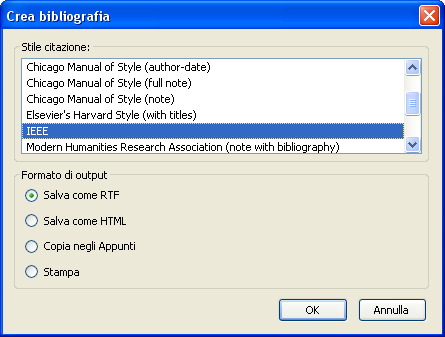 Crea bibliografia
Stile citazione:
Chicago Manual of Style (author-date)
Chicago Manual of Style (full note)
Chicago Manual of Style (note)
Elsevier's Harvard Style (with titles)
IEEE
Modern Humanities Research Association (note with bibliography)
Formato di output
Salva come RTF
Salva come HTML
Copia negli Appunti
Stampa
OK Annulla